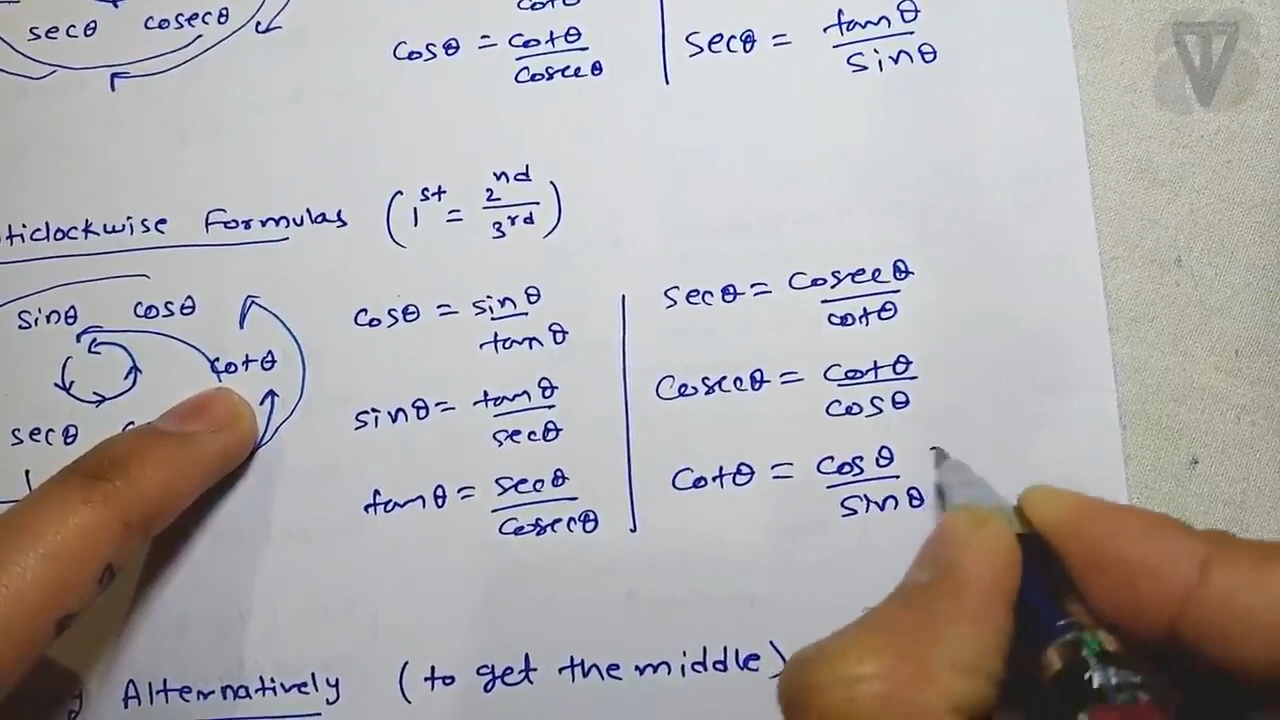 secθ cosecθ
cosθ = cotθ / cosecθ
secθ = tanθ / sinθ
ticlockwise Formulas (1st = 2nd / 3rd)
sinθ cosθ
cotθ
secθ
cosθ = sinθ / tanθ
sinθ = tanθ / secθ
tanθ = secθ / cosecθ
secθ = cosecθ / cotθ
cosecθ = cotθ / cosθ
cotθ = cosθ / sinθ
Alternatively (to get the middle)